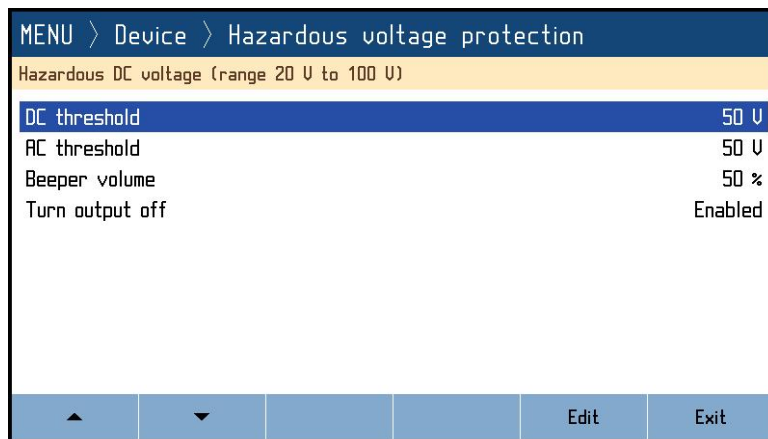 MENU 〉 Device 〉 Hazardous voltage protection
Hazardous DC voltage (range 20 V to 100 V)
DC threshold 50 V
AC threshold 50 V
Beeper volume 50 %
Turn output off Enabled
Edit Exit